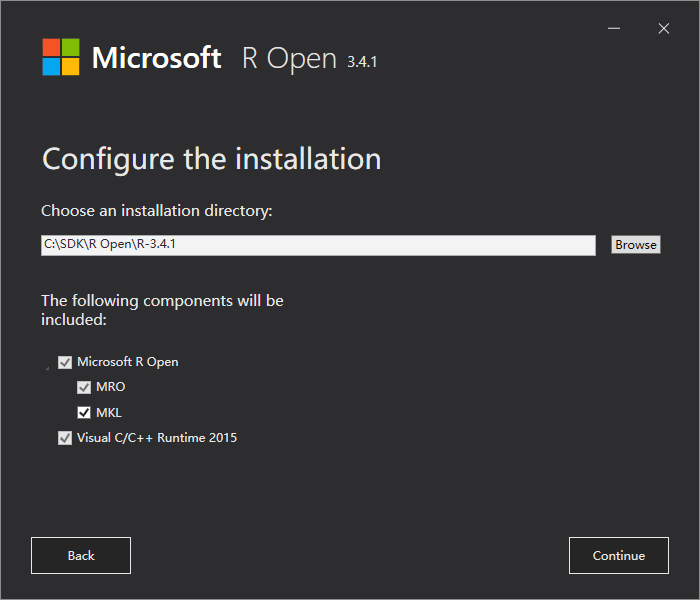 Microsoft R Open 3.4.1
Configure the installation
Choose an installation directory:
C:\SDK\R Open\R-3.4.1
Browse
The following components will be
included:
Microsoft R Open
MRO
MKL
Visual C/C++ Runtime 2015
Back
Continue